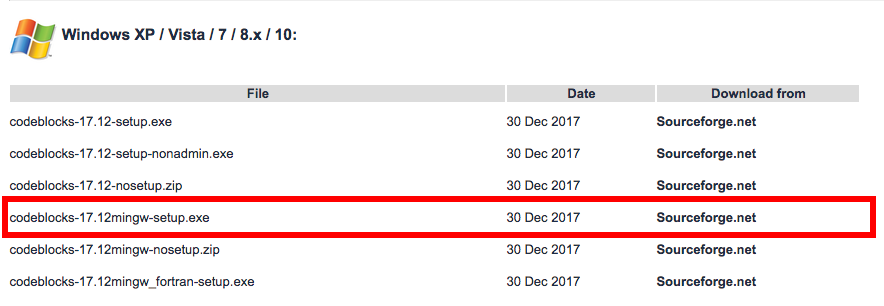 Windows XP / Vista / 7 / 8.x / 10:
File Date Download from
codeblocks-17.12-setup.exe 30 Dec 2017 Sourceforge.net
codeblocks-17.12-setup-nonadmin.exe 30 Dec 2017 Sourceforge.net
codeblocks-17.12-nosetup.zip 30 Dec 2017 Sourceforge.net
codeblocks-17.12mingw-setup.exe 30 Dec 2017 Sourceforge.net
codeblocks-17.12mingw-nosetup.zip 30 Dec 2017 Sourceforge.net
codeblocks-17.12mingw_fortran-setup.exe 30 Dec 2017 Sourceforge.net